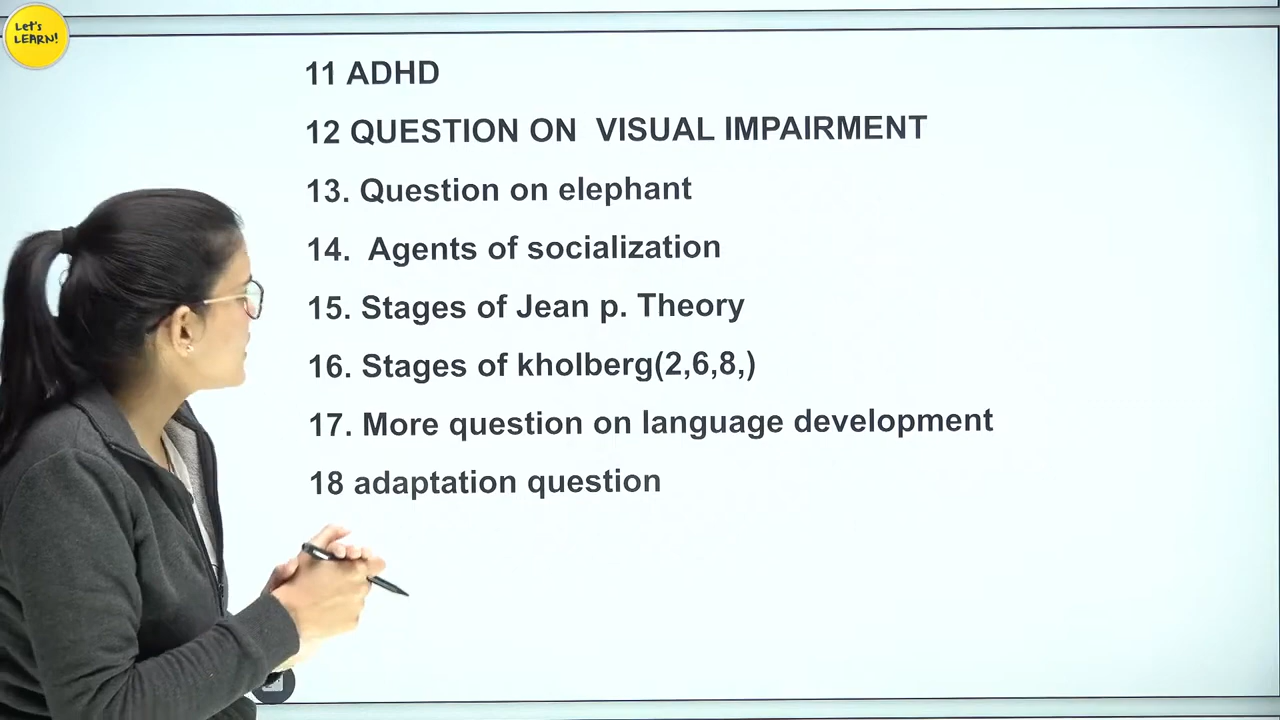 Let's
LEARN!
11 ADHD
12 QUESTION ON  VISUAL IMPAIRMENT
13. Question on elephant
14.  Agents of socialization
15. Stages of Jean p. Theory
16. Stages of kholberg(2,6,8,)
17. More question on language development
18 adaptation question